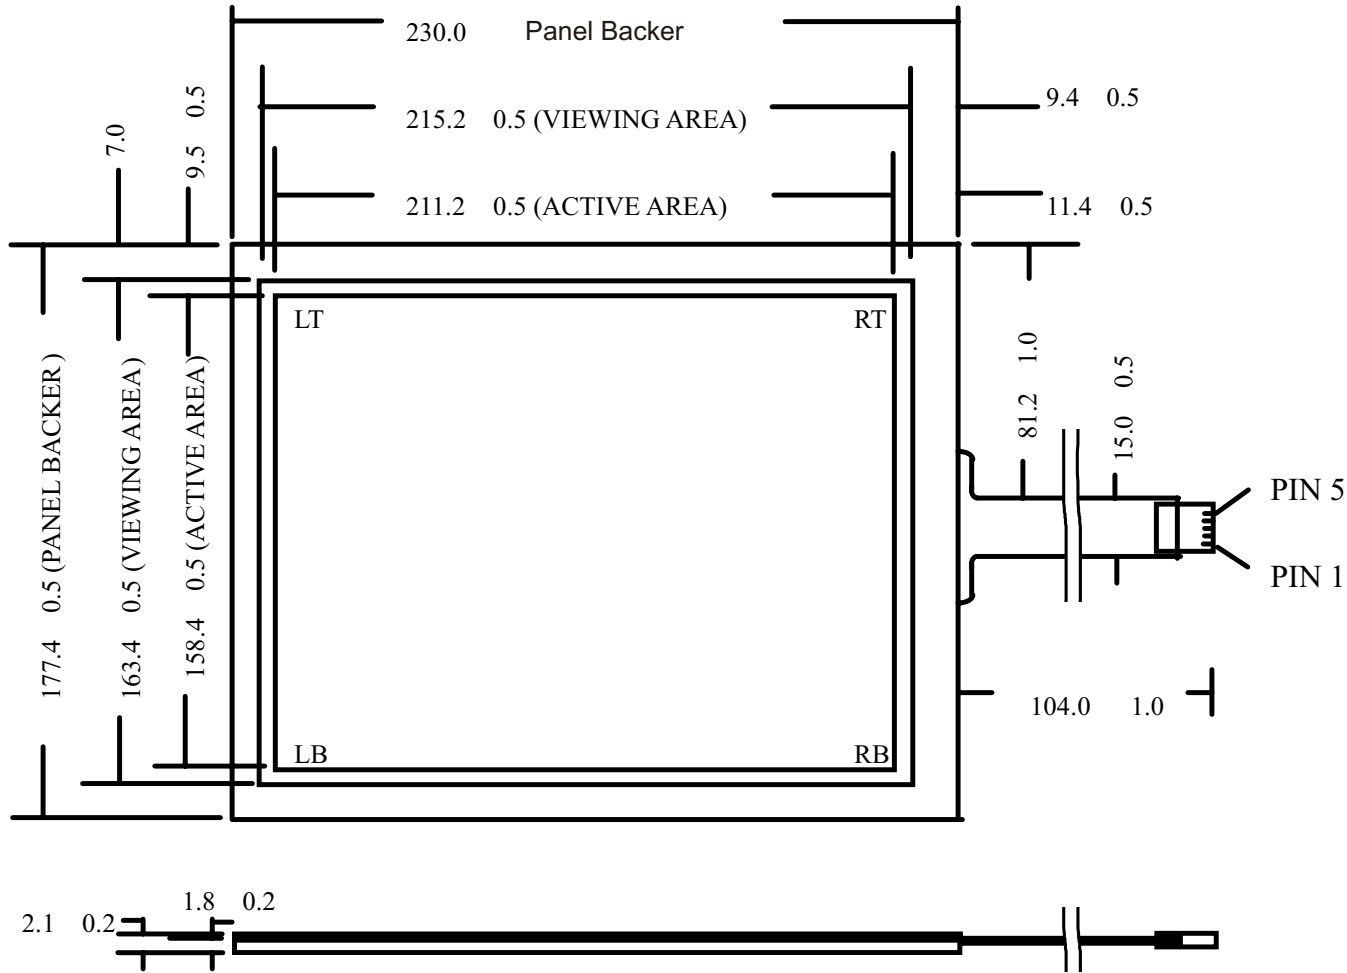 230.0 Panel Backer
215.2 0.5 (VIEWING AREA)
211.2 0.5 (ACTIVE AREA)
9.4 0.5
11.4 0.5
7.0
9.5 0.5
177.4 0.5 (PANEL BACKER )
163.4 0.5 (VIEWING AREA)
158.4 0.5 (ACTIVE AREA)
LT
RT
LB
RB
81.2 1.0
15.0 0.5
PIN 5
PIN 1
104.0 1.0
1.8 0.2
2.1 0.2